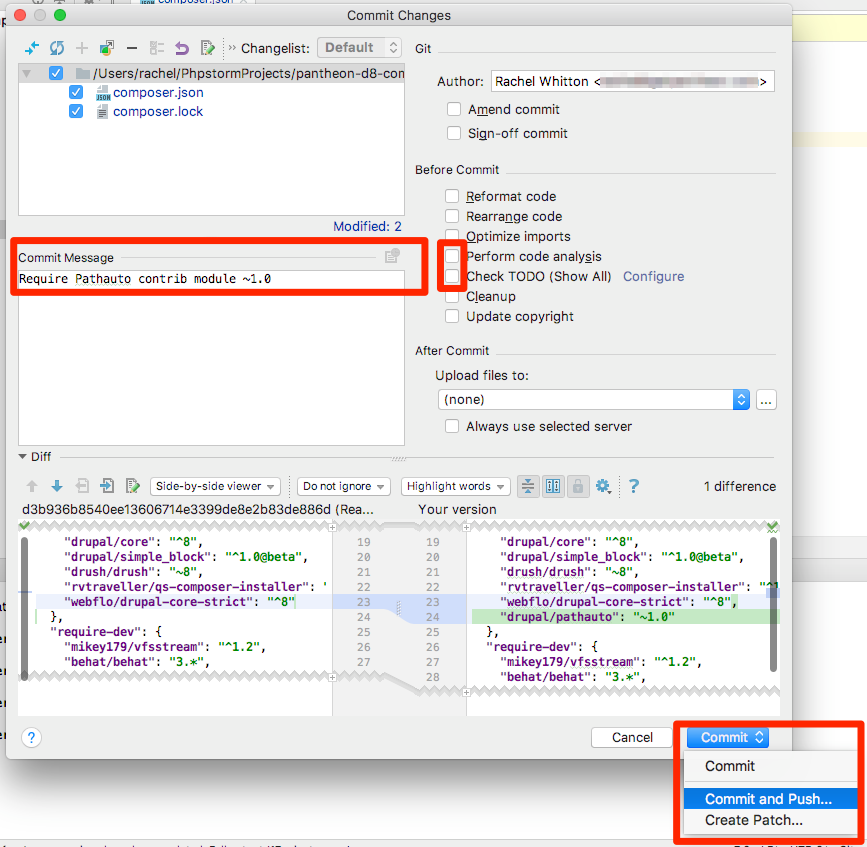 composer.json
Commit Changes
Changelist: Default
/Users/rachel/PhpstormProjects/pantheon-d8-com
composer.json
composer.lock
Modified: 2
Commit Message
Require Pathauto contrib module ~1.0
Git
Author: Rachel Whitton < >
Amend commit
Sign-off commit
Before Commit
Reformat code
Rearrange code
Optimize imports
Perform code analysis
Check TODO (Show All) Configure
Cleanup
Update copyright
After Commit
Upload files to:
(none)
...
Always use selected server
Diff
Side-by-side viewer
Do not ignore
Highlight words
?
1 difference
d3b936b8540ee13606714e3399de8e2b83de886d (Rea...
Your version
"drupal/core": "^8", 19 19 "drupal/core": "^8",
"drupal/simple_block": "^1.0@beta", 20 20 "drupal/simple_block": "^1.0@beta",
"drush/drush": "~8", 21 21 "drush/drush": "~8",
"rvtraveller/qs-composer-installer": ' 22 22 "rvtraveller/qs-composer-installer": "^1
"webflo/drupal-core-strict": "^8" 23 23 "webflo/drupal-core-strict": "^8",
}, 24 24 "drupal/pathauto": "~1.0"
"require-dev": { 25 25 },
"mikey179/vfsstream": "^1.2", 26 26 "require-dev": {
"behat/behat": "3.*", 27 27 "mikey179/vfsstream": "^1.2",
28 "behat/behat": "3.*",
?
Cancel
Commit
Commit
Commit and Push...
Create Patch...